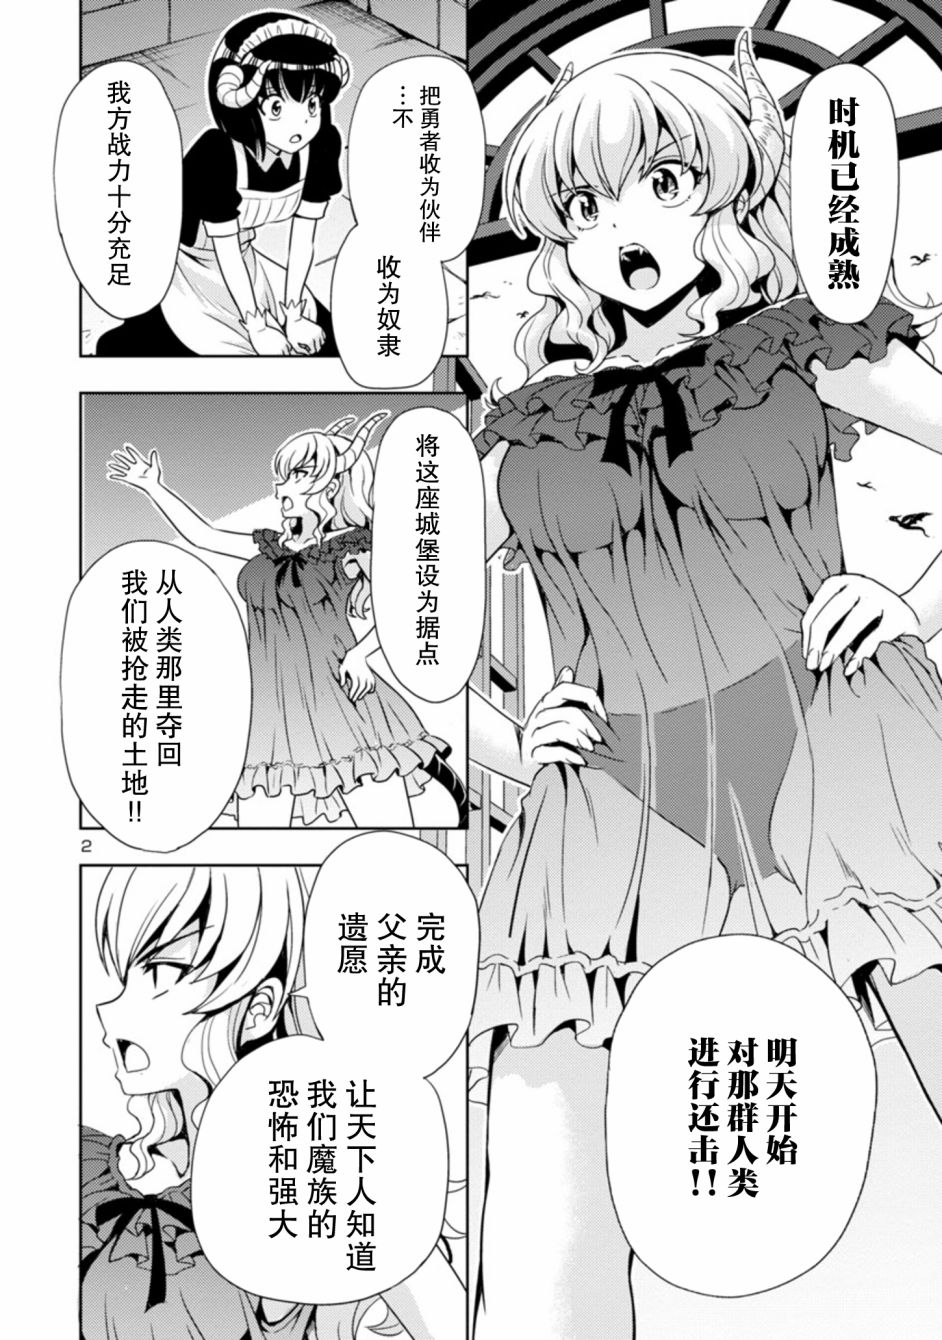 时机已经成熟
明天开始
对那群人类
进行还击!!
把勇者收为伙伴
…不
收为奴隶
我方战力十分充足
将这座城堡设为据点
从人类那里夺回
我们被抢走的土地!!
完成
父亲的
遗愿
让天下人知道
我们魔族的
恐怖和强大
2